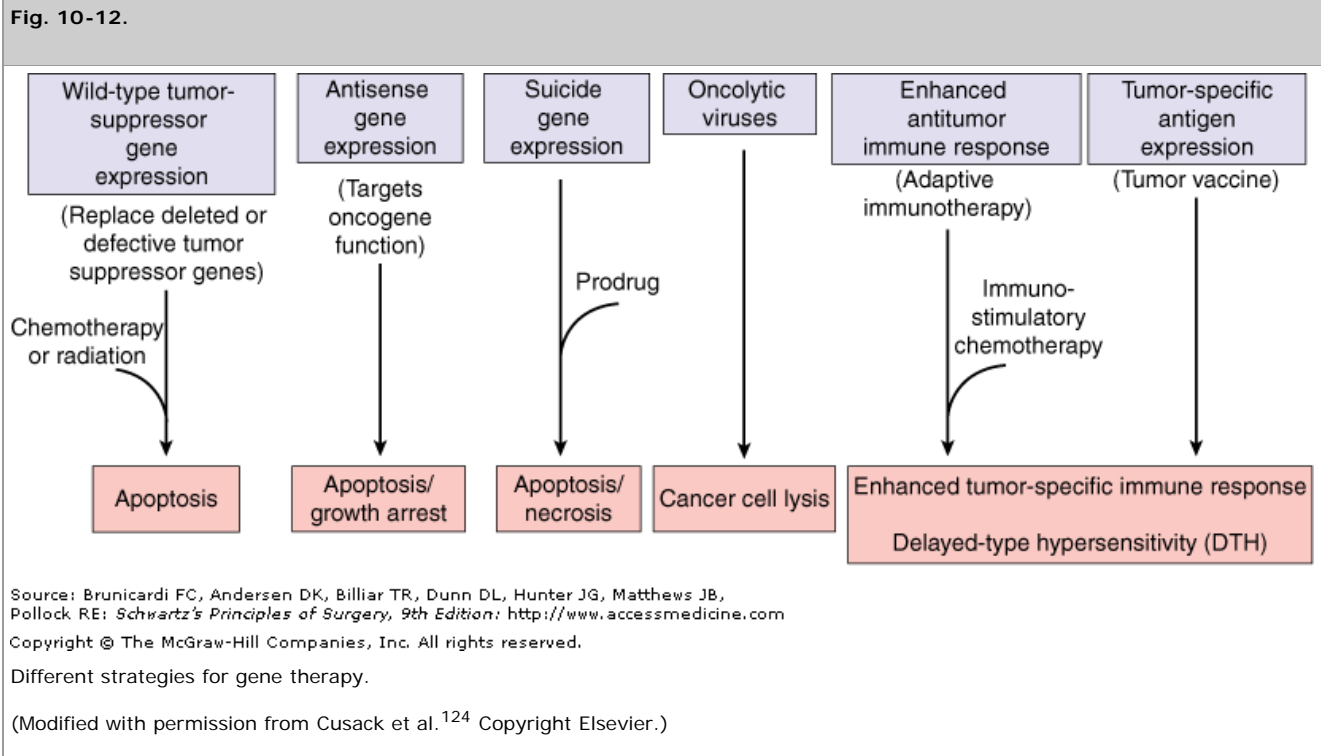 Fig. 10-12.
Wild-type tumor-
suppressor
gene
expression
(Replace deleted or
defective tumor
suppressor genes)
Chemotherapy
or radiation
Apoptosis
Antisense
gene
expression
(Targets
oncogene
function)
Apoptosis/
growth arrest
Suicide
gene
expression
Prodrug
Apoptosis/
necrosis
Oncolytic
viruses
Cancer cell lysis
Enhanced
antitumor
immune response
(Adaptive
immunotherapy)
Immuno-
stimulatory
chemotherapy
Tumor-specific
antigen
expression
(Tumor vaccine)
Enhanced tumor-specific immune response
Delayed-type hypersensitivity (DTH)
Source: Brunicardi FC, Andersen DK, Billiar TR, Dunn DL, Hunter JG, Matthews JB,
Pollock RE: Schwartz's Principles of Surgery, 9th Edition: http://www.accessmedicine.com
Copyright © The McGraw-Hill Companies, Inc. All rights reserved.
Different strategies for gene therapy.
(Modified with permission from Cusack et al.124 Copyright Elsevier.)